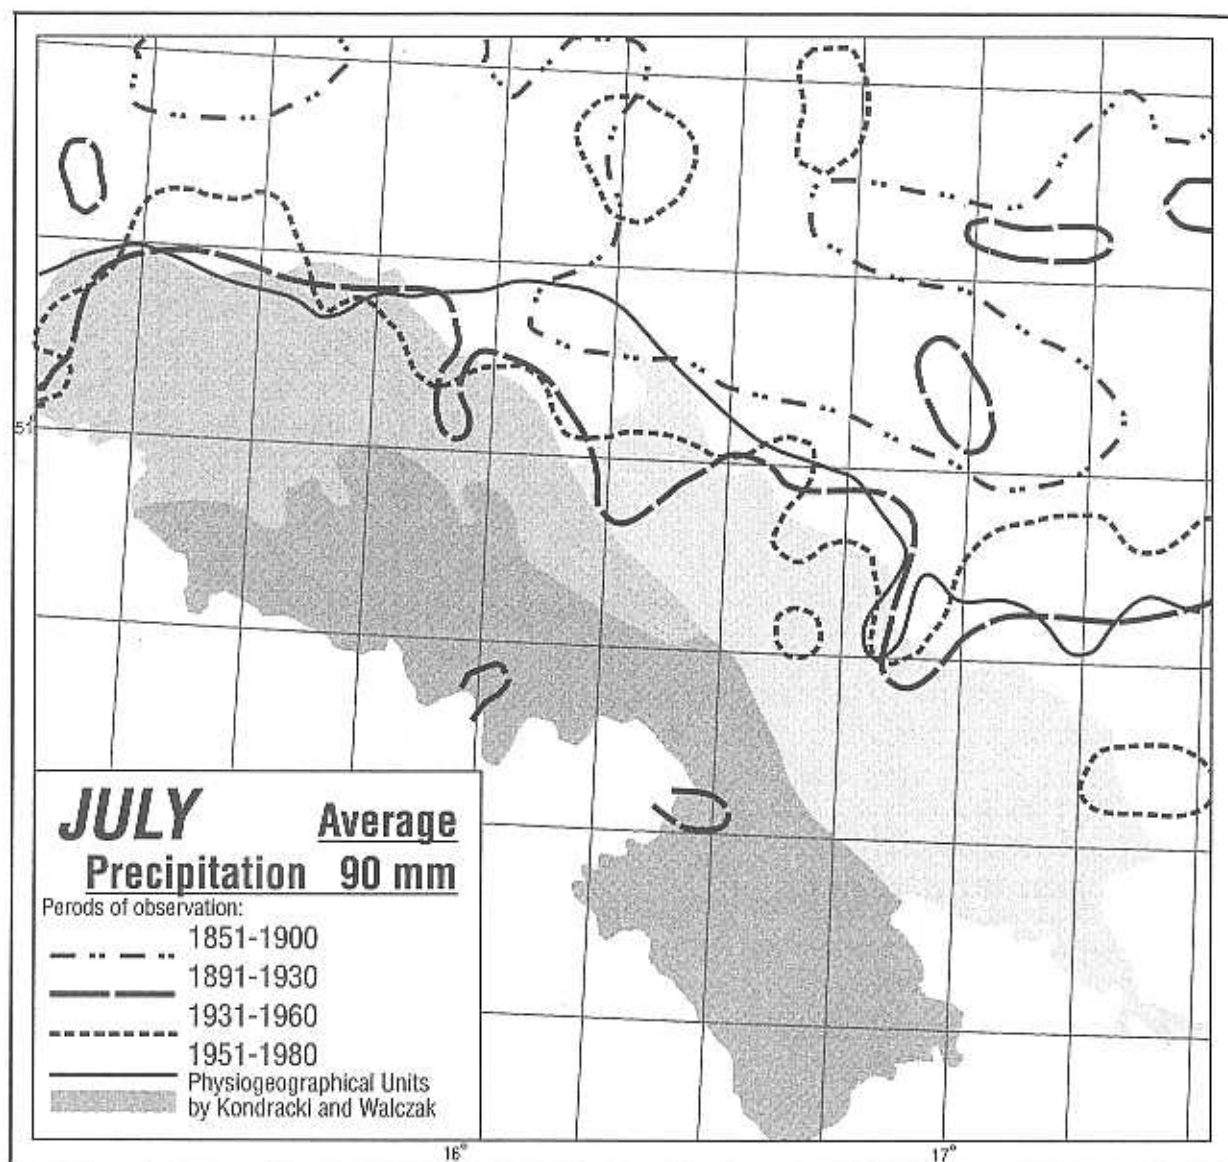 51
JULY Average
Precipitation 90 mm
Perods of observation:
1851-1900
1891-1930
1931-1960
1951-1980
Physiogeographical Units
by Kondracki and Walczak
16°
17°